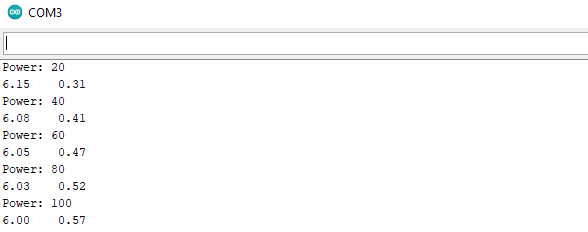 COM3
Power: 20
6.15    0.31
Power: 40
6.08    0.41
Power: 60
6.05    0.47
Power: 80
6.03    0.52
Power: 100
6.00    0.57